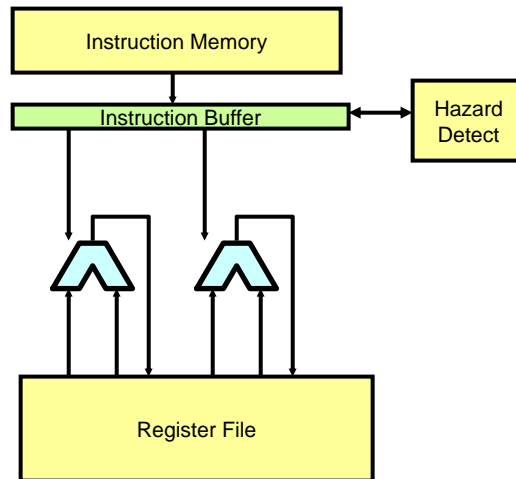 Instruction Memory
Instruction Buffer
Hazard
Detect
Register File